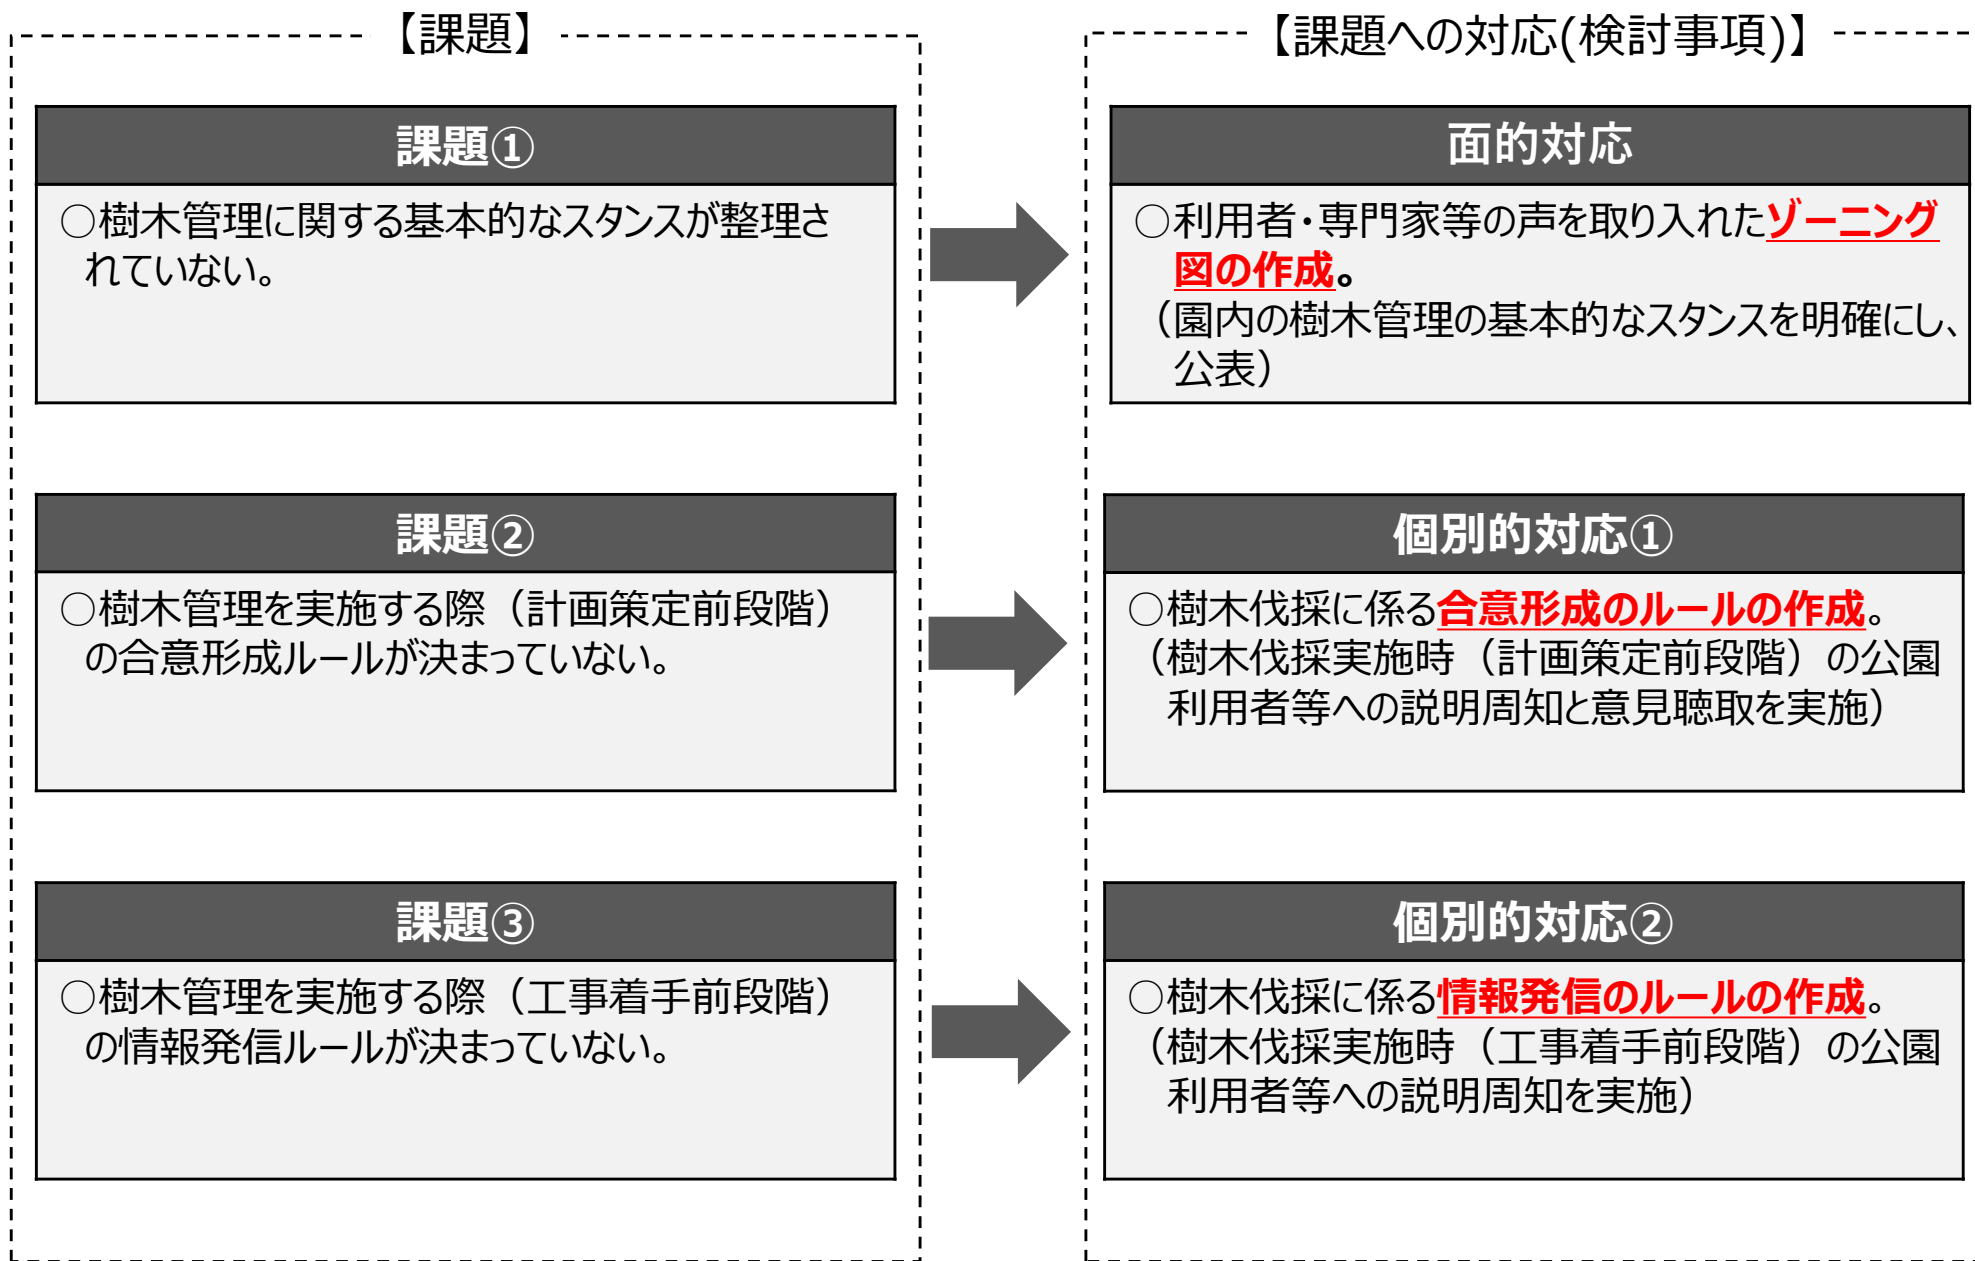 【課題】
課題①
○樹木管理に関する基本的なスタンスが整理さ
れていない。
課題②
○樹木管理を実施する際（計画策定前段階）
の合意形成ルールが決まっていない。
課題③
○樹木管理を実施する際（工事着手前段階）
の情報発信ルールが決まっていない。
【課題への対応(検討事項)】
面的対応
○利用者・専門家等の声を取り入れたゾーニング
図の作成。
（園内の樹木管理の基本的なスタンスを明確にし、
公表）
個別的対応①
○樹木伐採に係る合意形成のルールの作成。
（樹木伐採実施時（計画策定前段階）の公園
利用者等への説明周知と意見聴取を実施）
個別的対応②
○樹木伐採に係る情報発信のルールの作成。
（樹木伐採実施時（工事着手前段階）の公園
利用者等への説明周知を実施）